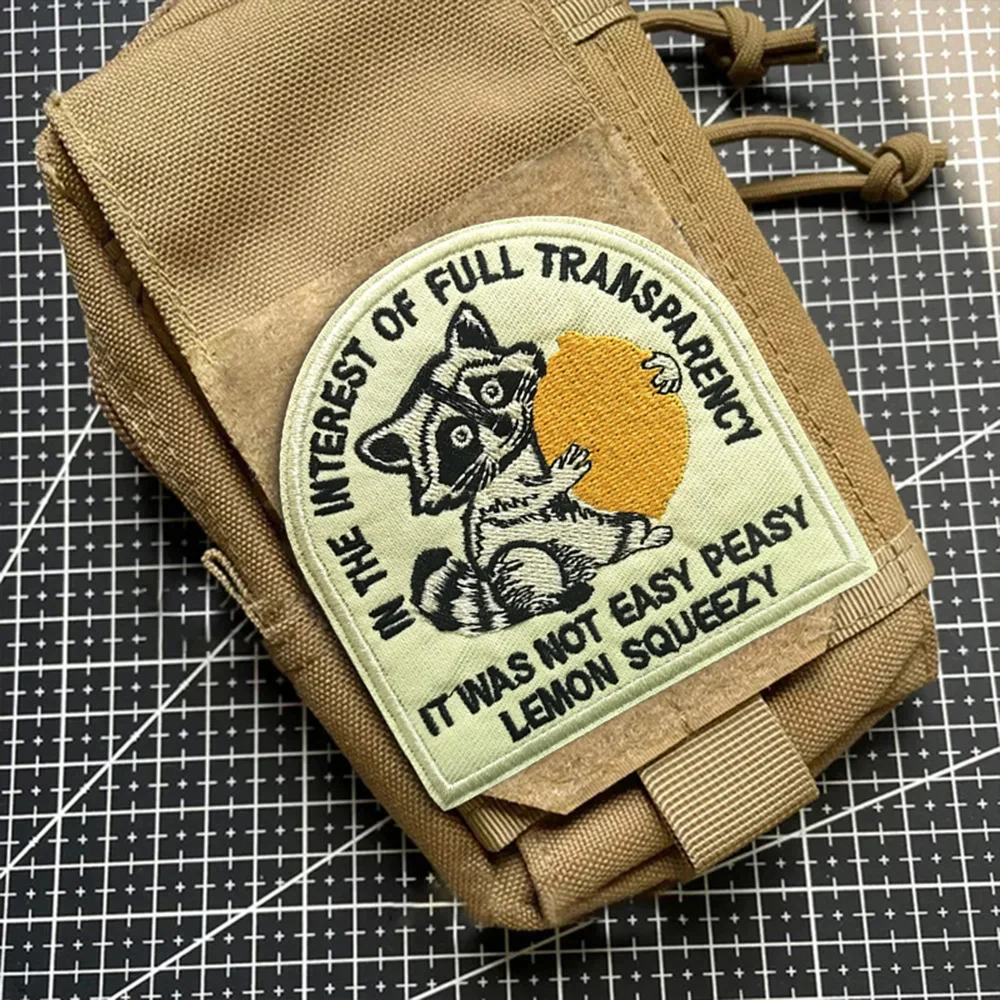 IN THE INTEREST OF FULL TRANSPARENCY
IT WAS NOT EASY PEASY
LEMON SQUEEZY